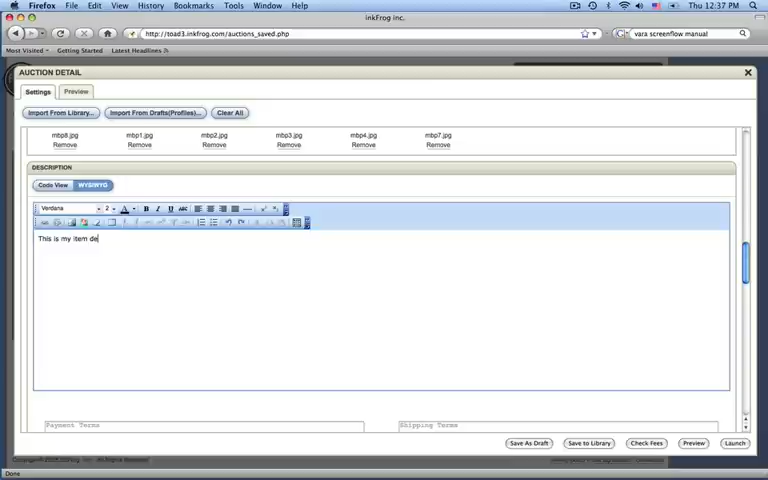 Firefox File Edit View History Bookmarks Tools Window Help Thu 12:37 PM
inkFrog inc.
http://toad3.inkfrog.com/auctions_saved.php vara screenflow manual
Most Visited Getting Started Latest Headlines
AUCTION DETAIL
Settings Preview
Import From Library... Import From Drafts(Profiles)... Clear All
mbp8.jpg mbp1.jpg mbp2.jpg mbp3.jpg mbp4.jpg mbp7.jpg
Remove Remove Remove Remove Remove Remove
DESCRIPTION
Code View WYSIWYG
Verdana 2 A B I U ABC
This is my item de
Payment Terms Shipping Terms
Save As Draft Save to Library Check Fees Preview Launch
Done